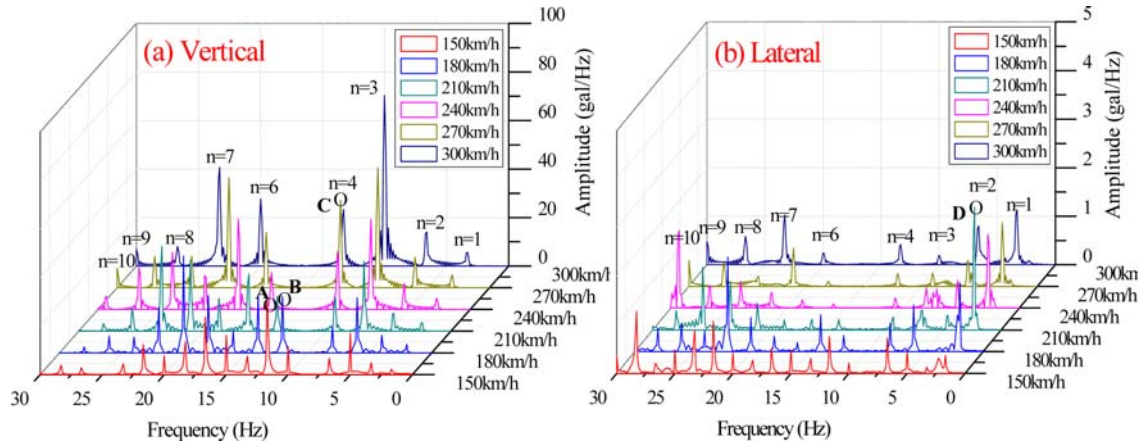 (a) Vertical
150km/h
180km/h
210km/h
240km/h
270km/h
300km/h
n=10
n=9
n=8
n=7
n=6
n=4
n=3
n=2
n=1
A
B
C
100
80
60
40
20
0
Amplitude (gal/Hz)
300km/h
270km/h
240km/h
210km/h
180km/h
150km/h
30
25
20
15
10
5
0
Frequency (Hz)
(b) Lateral
150km/h
180km/h
210km/h
240km/h
270km/h
300km/h
n=10
n=9
n=8
n=7
n=6
n=4
n=3
n=2
n=1
D
5
4
3
2
1
0
Amplitude (gal/Hz)
300km/h
270km/h
240km/h
210km/h
180km/h
150km/h
30
25
20
15
10
5
0
Frequency (Hz)